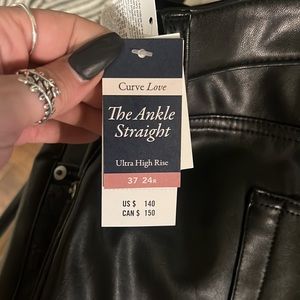 Curve Love
The Ankle
Straight
Ultra High Rise
37 24R
US $ 140
CAN $ 150